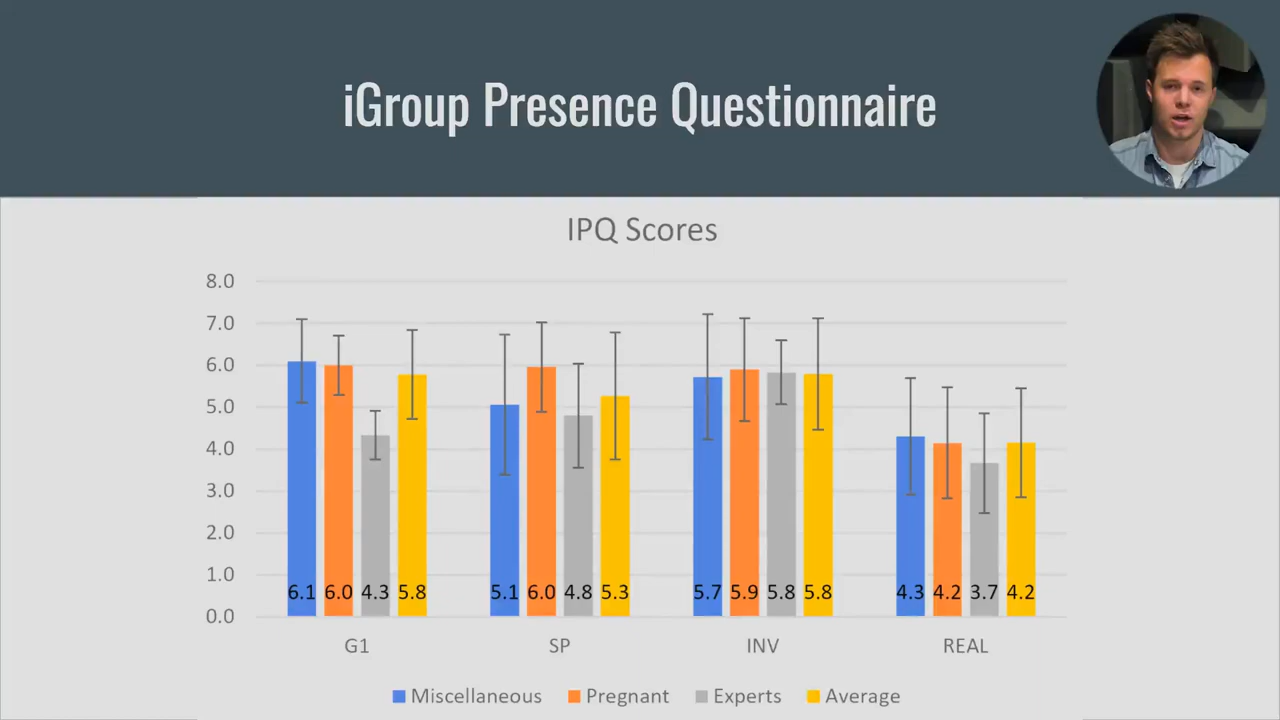 iGroup Presence Questionnaire
IPQ Scores
8.0
7.0
6.0
5.0
4.0
3.0
2.0
1.0
0.0
6.1 6.0 4.3 5.8 5.1 6.0 4.8 5.3 5.7 5.9 5.8 5.8 4.3 4.2 3.7 4.2
G1 SP INV REAL
Miscellaneous Pregnant Experts Average